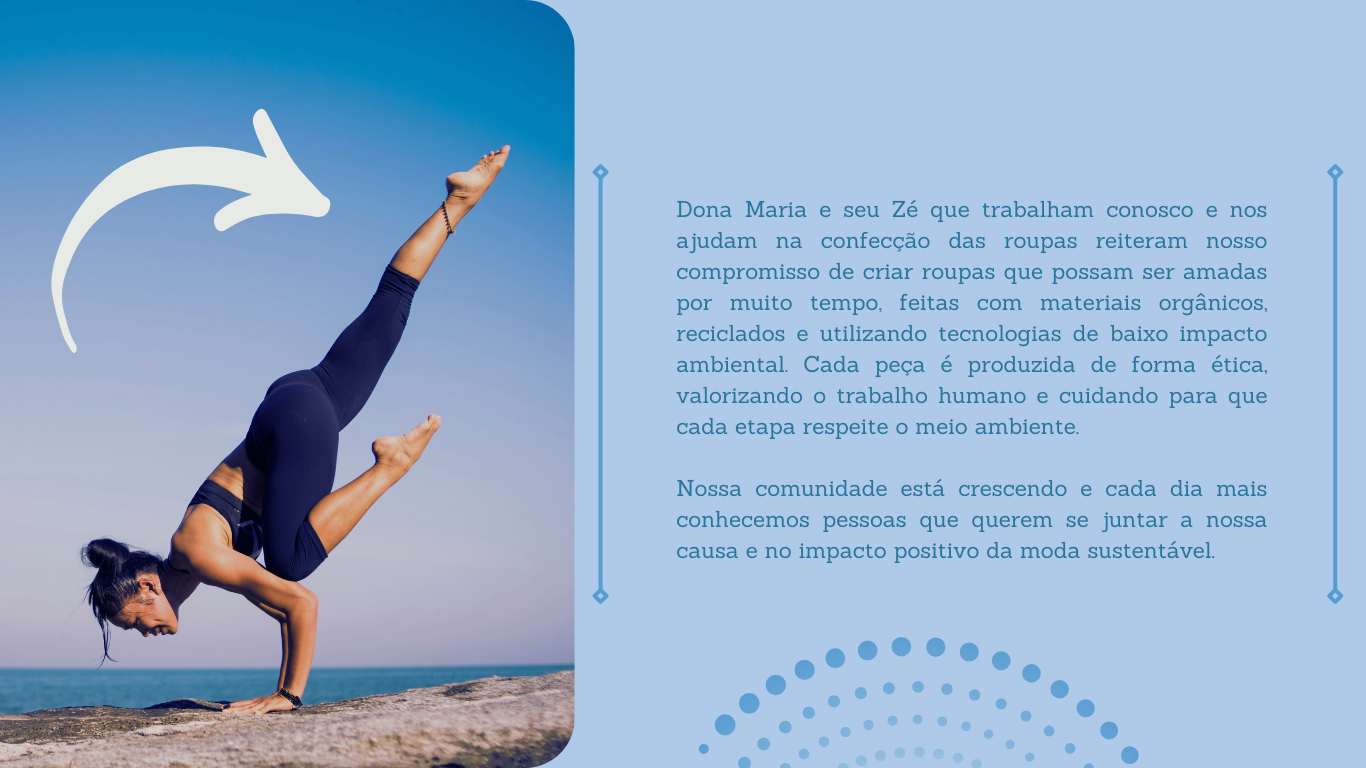 Dona Maria e seu Zé que trabalham conosco e nos
ajudam na confecção das roupas reiteram nosso
compromisso de criar roupas que possam ser amadas
por muito tempo, feitas com materiais orgânicos,
reciclados e utilizando tecnologias de baixo impacto
ambiental. Cada peça é produzida de forma ética,
valorizando o trabalho humano e cuidando para que
cada etapa respeite o meio ambiente.
Nossa comunidade está crescendo e cada dia mais
conhecemos pessoas que querem se juntar a nossa
causa e no impacto positivo da moda sustentável.